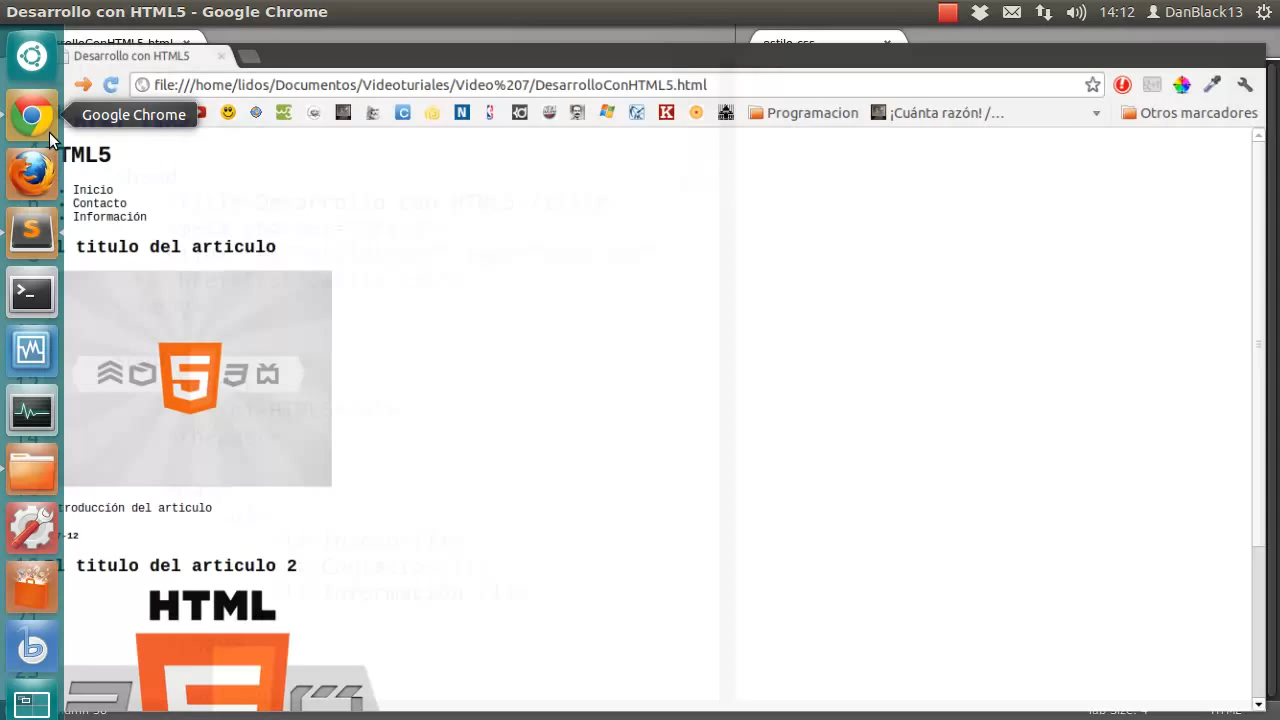 Desarrollo con HTML5 - Google Chrome
14:12
DanBlack13
Desarrollo con HTML5
file:///home/lidos/Documentos/Videoturiales/Video%207/DesarrolloConHTML5.html
Google Chrome
Programacion
¡Cuánta razón! /...
Otros marcadores
TML5
Inicio
Contacto
Información
titulo del articulo
troducción del articulo
-12
titulo del articulo 2
HTML